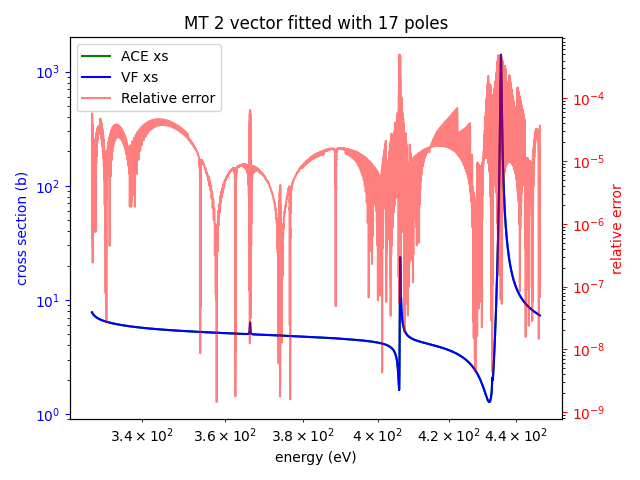 MT 2 vector fitted with 17 poles
ACE xs
VF xs
Relative error
cross section (b)
10³
10²
10¹
10⁰
10⁻⁴
10⁻⁵
10⁻⁶
10⁻⁷
10⁻⁸
10⁻⁹
relative error
3.4 × 10² 3.6 × 10² 3.8 × 10² 4 × 10² 4.2 × 10² 4.4 × 10²
energy (eV)